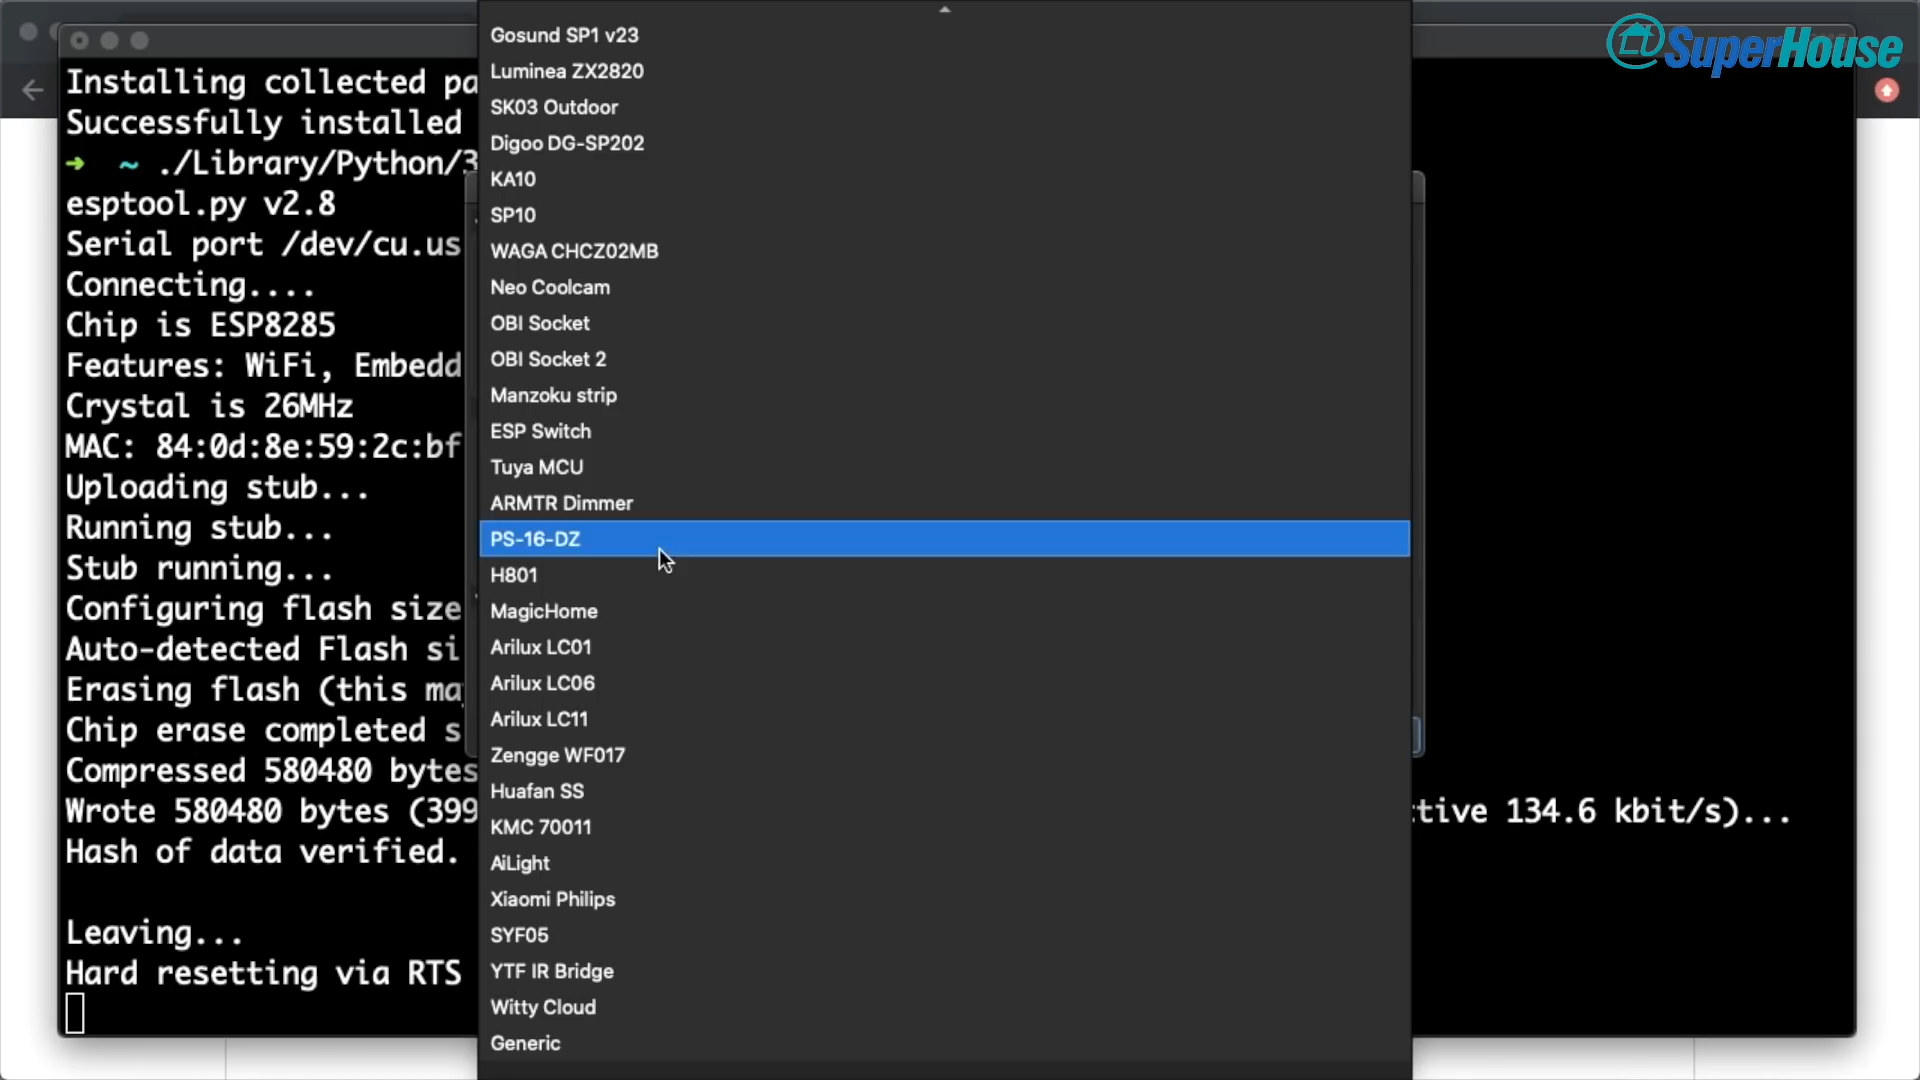 SuperHouse
Installing collected
Successfully installed
➜ ~ ./Library/Python/3
esptool.py v2.8
Serial port /dev/cu.us
Connecting....
Chip is ESP8285
Features: WiFi,
Crystal is 26MHz
MAC: 84:0d:8e:59:2c:bf
Uploading stub...
Running stub...
Stub running...
Configuring flash size
Auto-detected Flash
Erasing flash (this
Chip erase completed
Compressed 580480 bytes
Wrote 580480 bytes (399 tive 134.6 kbit/s)...
Hash of data verified.
Leaving...
Hard resetting via RTS
Gosund SP1 v23
Luminea ZX2820
SK03 Outdoor
Digoo DG-SP202
KA10
SP10
WAGA CHCZ02MB
Neo Coolcam
OBI Socket
OBI Socket 2
Manzoku strip
ESP Switch
Tuya MCU
ARMTR Dimmer
PS-16-DZ
H801
MagicHome
Arilux LC01
Arilux LC06
Arilux LC11
Zengge WF017
Huafan SS
KMC 70011
AiLight
Xiaomi Philips
SYF05
YTF IR Bridge
Witty Cloud
Generic